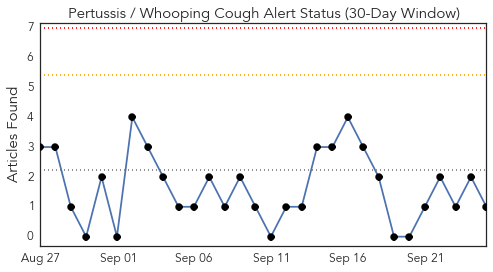 Pertussis / Whooping Cough Alert Status (30-Day Window)
Articles Found
7
6
5
4
3
2
1
0
Aug 27 Sep 01 Sep 06 Sep 11 Sep 16 Sep 21